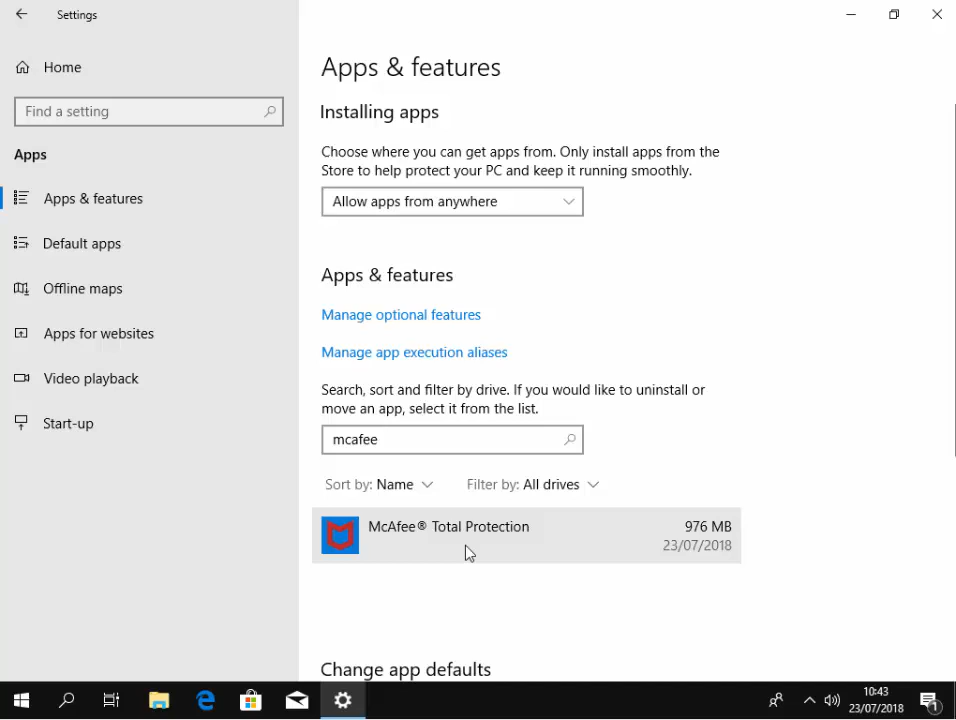 Settings
Home
Find a setting
Apps
Apps & features
Default apps
Offline maps
Apps for websites
Video playback
Start-up
Apps & features
Installing apps
Choose where you can get apps from. Only install apps from the
Store to help protect your PC and keep it running smoothly.
Allow apps from anywhere
Apps & features
Manage optional features
Manage app execution aliases
Search, sort and filter by drive. If you would like to uninstall or
move an app, select it from the list.
mcafee
Sort by: Name
Filter by: All drives
McAfee® Total Protection
976 MB
23/07/2018
Change app defaults
10:43
23/07/2018
1